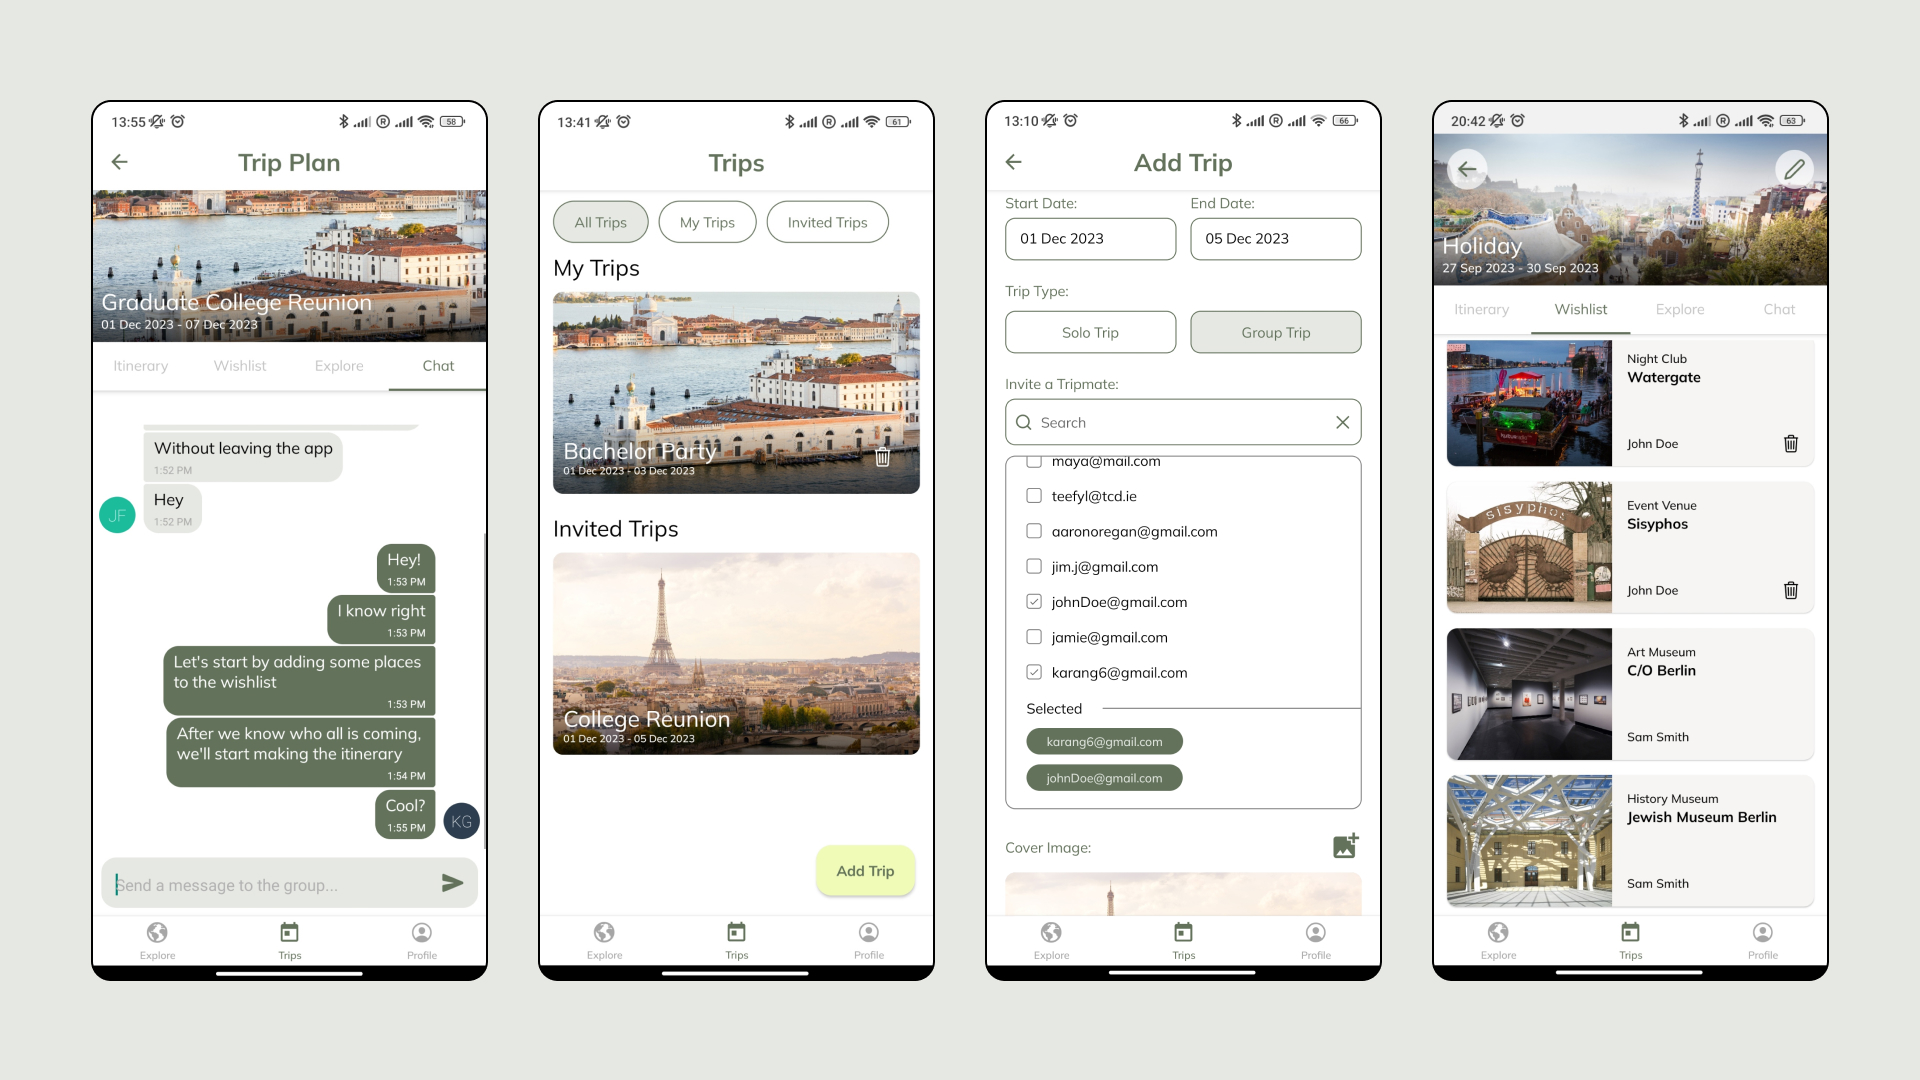 13:55
58
Trip Plan
Graduate College Reunion
01 Dec 2023 - 07 Dec 2023
Itinerary
Wishlist
Explore
Chat
Without leaving the app
1:52 PM
Hey
1:52 PM
JF
Hey!
1:53 PM
I know right
1:53 PM
Let's start by adding some places
to the wishlist
1:53 PM
After we know who all is coming,
we'll start making the itinerary
1:54 PM
Cool?
1:55 PM
KG
Send a message to the group...
Explore
Trips
Profile
13:41
R
61
Trips
All Trips
My Trips
Invited Trips
My Trips
Bachelor Party
01 Dec 2023 - 03 Dec 2023
Invited Trips
College Reunion
01 Dec 2023 - 05 Dec 2023
Add Trip
Explore
Trips
Profile
13:10
R
66
Add Trip
Start Date:
End Date:
01 Dec 2023
05 Dec 2023
Trip Type:
Solo Trip
Group Trip
Invite a Tripmate:
Search
maya@mail.com
teefyl@tcd.ie
aaronoregan@gmail.com
jim.j@gmail.com
johnDoe@gmail.com
jamie@gmail.com
karang6@gmail.com
Selected
karang6@gmail.com
johnDoe@gmail.com
Cover Image:
Explore
Trips
Profile
20:42
R
63
Holiday
27 Sep 2023 - 30 Sep 2023
Itinerary
Wishlist
Explore
Chat
Night Club
Watergate
John Doe
sisyphos
Event Venue
Sisyphos
John Doe
Art Museum
C/O Berlin
Sam Smith
History Museum
Jewish Museum Berlin
Sam Smith
Explore
Trips
Profile